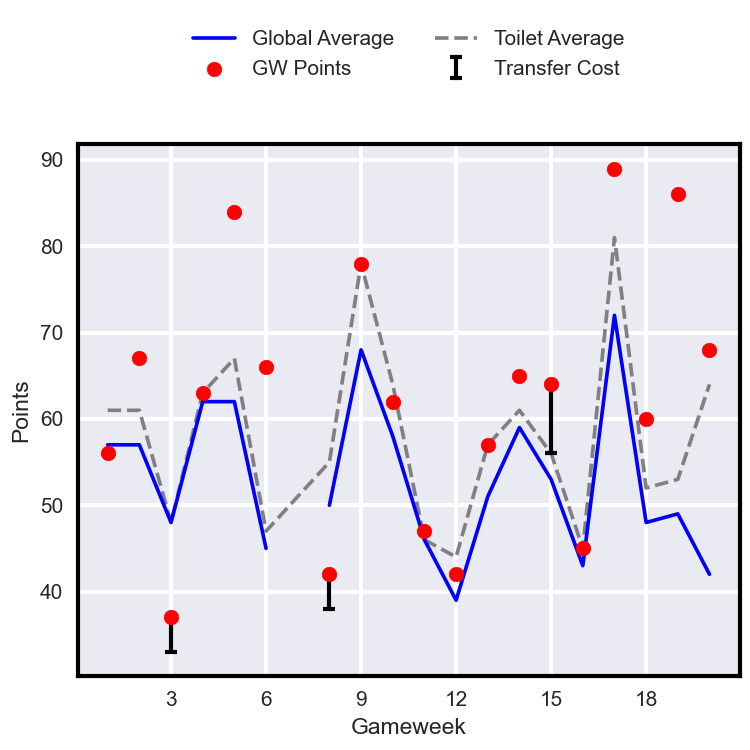 Global Average
Toilet Average
GW Points
Transfer Cost
90
80
70
60
50
40
Points
3 6 9 12 15 18
Gameweek